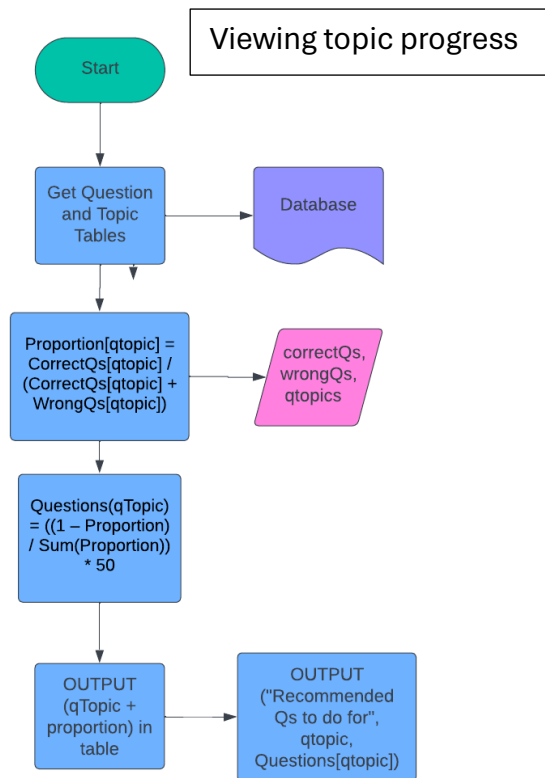 Viewing topic progress
Start
Get Question
and Topic
Tables
Database
Proportion[qtopic] =
CorrectQs[qtopic] /
(CorrectQs[qtopic] +
WrongQs[qtopic])
correctQs,
wrongQs,
qtopics
Questions(qTopic)
= ((1 – Proportion)
/ Sum(Proportion))
* 50
OUTPUT
(qTopic +
proportion) in
table
OUTPUT
("Recommended
Qs to do for",
qtopic,
Questions[qtopic])